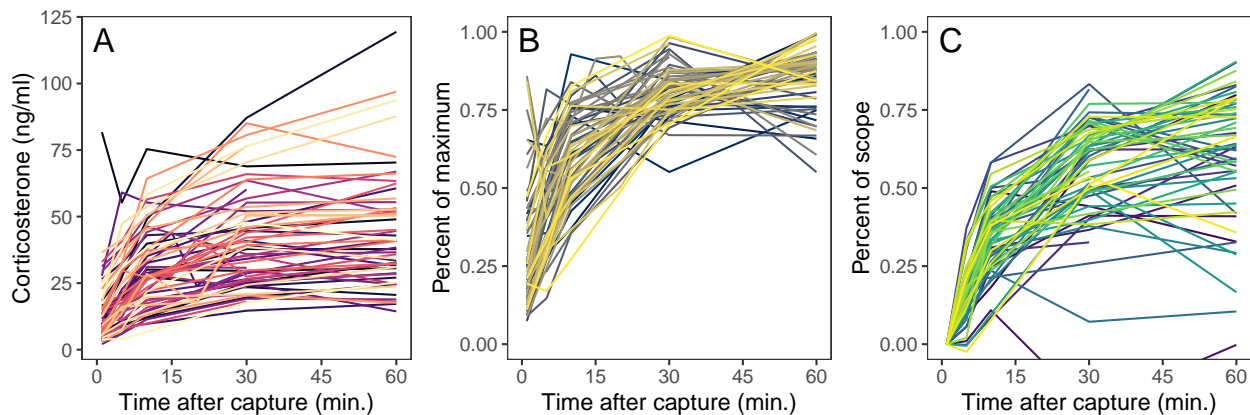 A
Corticosterone (ng/ml)
125
100
75
50
25
0
0 15 30 45 60
Time after capture (min.)
B
Percent of maximum
1.00
0.75
0.50
0.25
0.00
0 15 30 45 60
Time after capture (min.)
C
Percent of scope
1.00
0.75
0.50
0.25
0.00
0 15 30 45 60
Time after capture (min.)